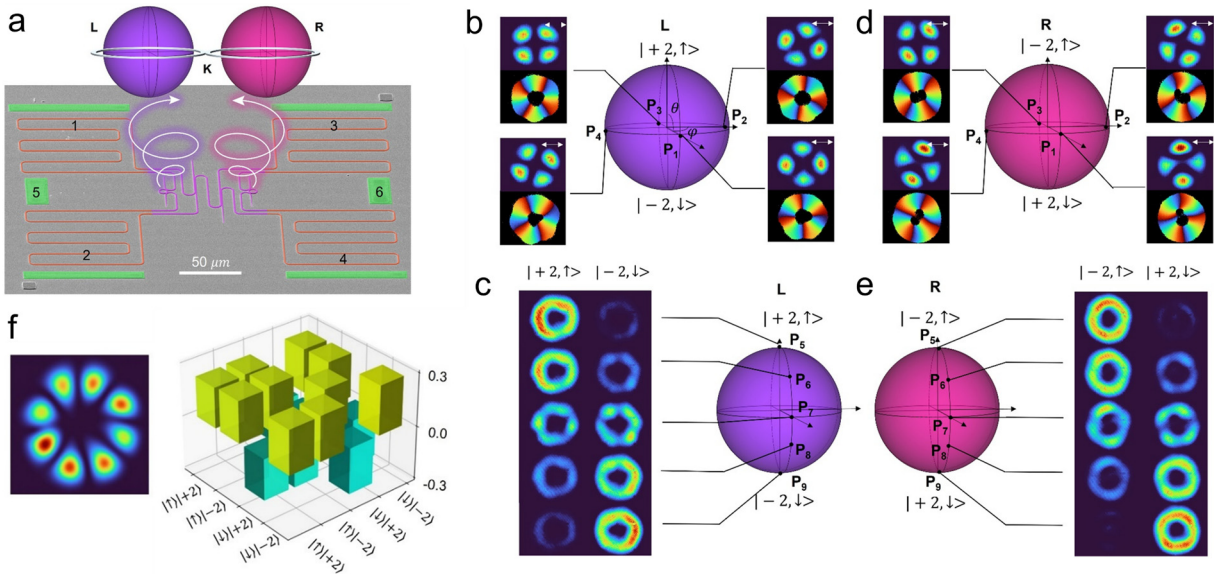 a
L
R
K
1
3
5
6
2
4
50 μm
b
L
|+2,↑>
θ
φ
P3
P2
P4
P1
|−2,↓>
d
R
|−2,↑>
P3
P2
P4
P1
|+2,↓>
c
|+2,↑>
|−2,↓>
L
|+2,↑>
P5
P6
P7
P8
P9
|−2,↓>
e
R
|−2,↑>
P5
P6
P7
P8
P9
|+2,↓>
|−2,↑>
|+2,↓>
f
0.3
0.0
-0.3
|↑⟩|+2⟩
|↑⟩|−2⟩
|↓⟩|+2⟩
|↓⟩|−2⟩
|↑⟩|+2⟩
|↑⟩|−2⟩
|↓⟩|+2⟩
|↓⟩|−2⟩